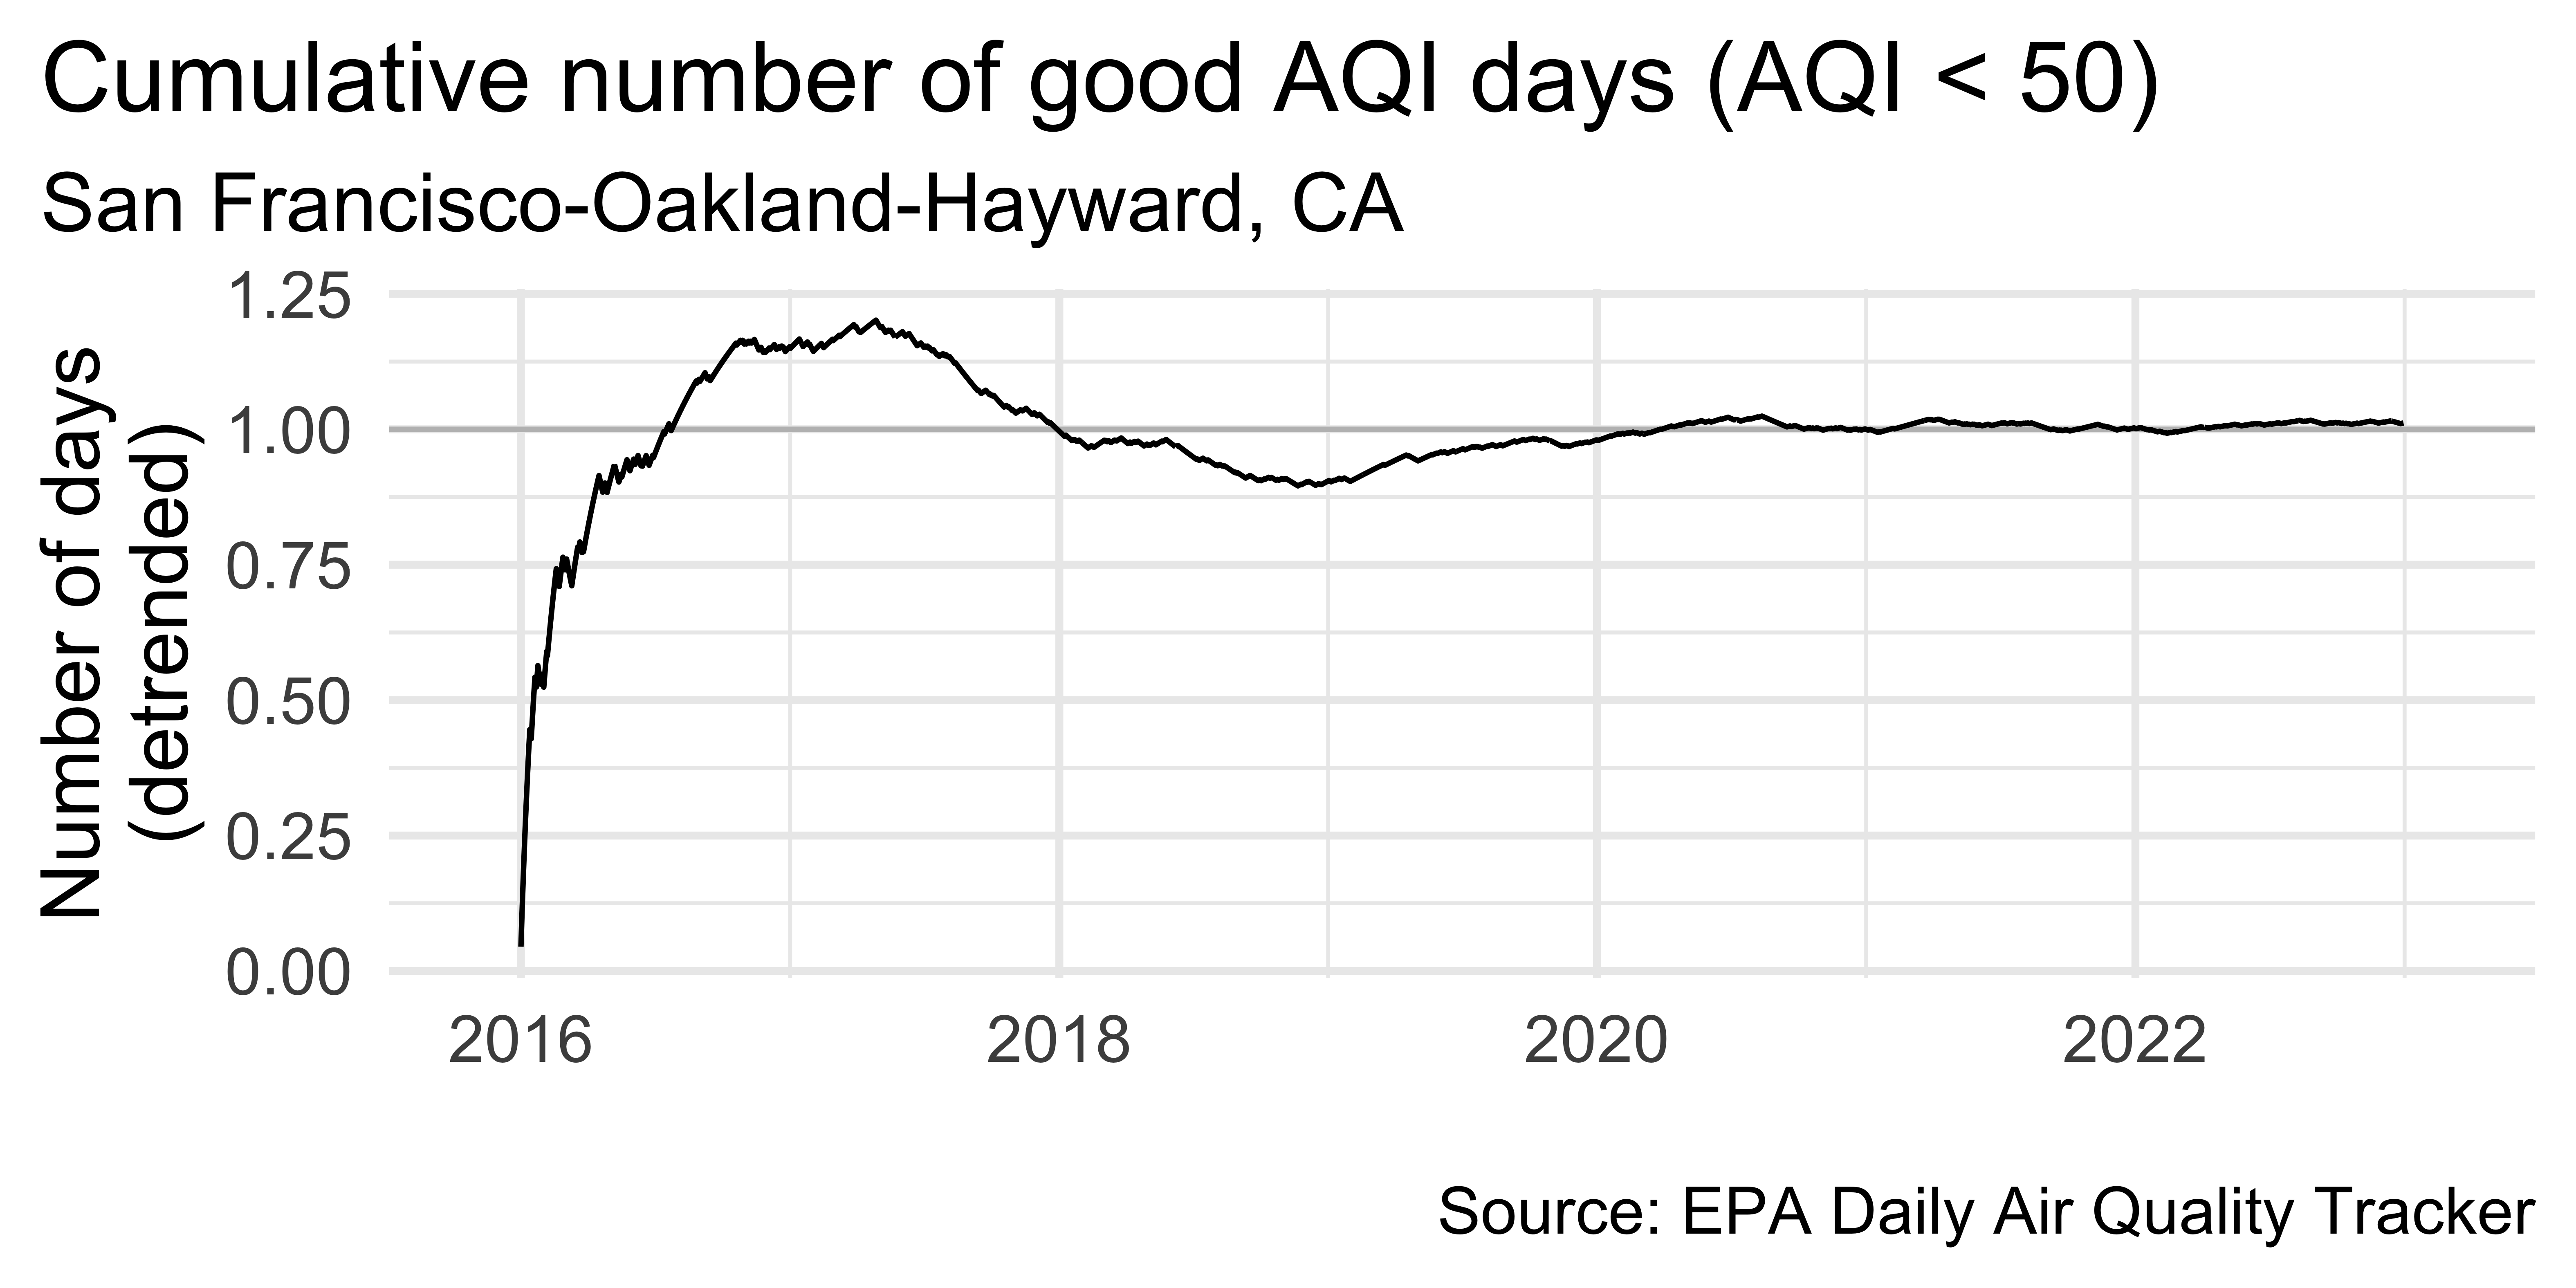 Cumulative number of good AQI days (AQI < 50)
San Francisco-Oakland-Hayward, CA
Number of days
(detrended)
1.25
1.00
0.75
0.50
0.25
0.00
2016
2018
2020
2022
Source: EPA Daily Air Quality Tracker